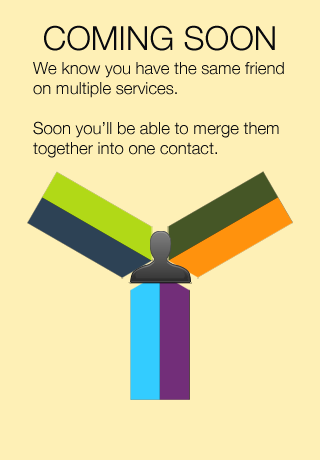 COMING SOON
We know you have the same friend
on multiple services.
Soon you’ll be able to merge them
together into one contact.